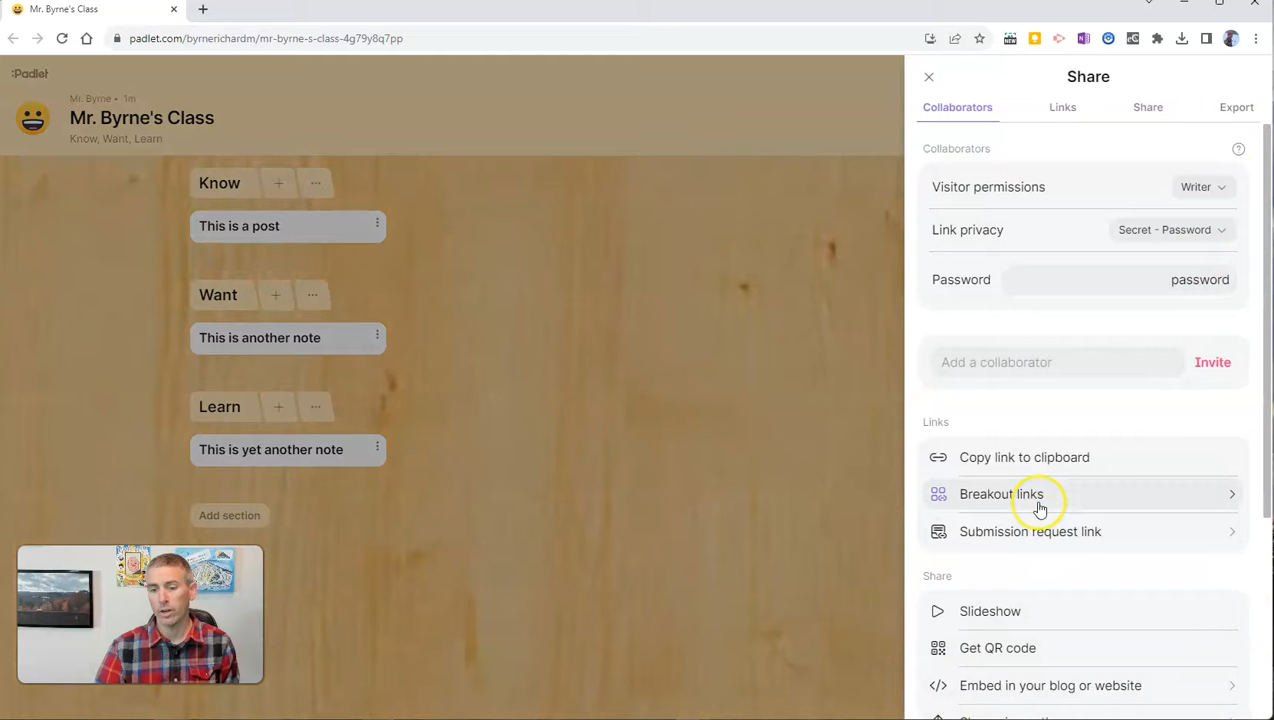 Mr. Byrne's Class
padlet.com/byrnerichardm/mr-byrne-s-class-4g79y8q7pp
:Padlet
Mr. Byrne • 1m
Mr. Byrne's Class
Know, Want, Learn
Know
This is a post
Want
This is another note
Learn
This is yet another note
Add section
Share
Collaborators Links Share Export
Collaborators
Visitor permissions Writer
Link privacy Secret - Password
Password password
Add a collaborator Invite
Links
Copy link to clipboard
Breakout links
Submission request link
Share
Slideshow
Get QR code
Embed in your blog or website